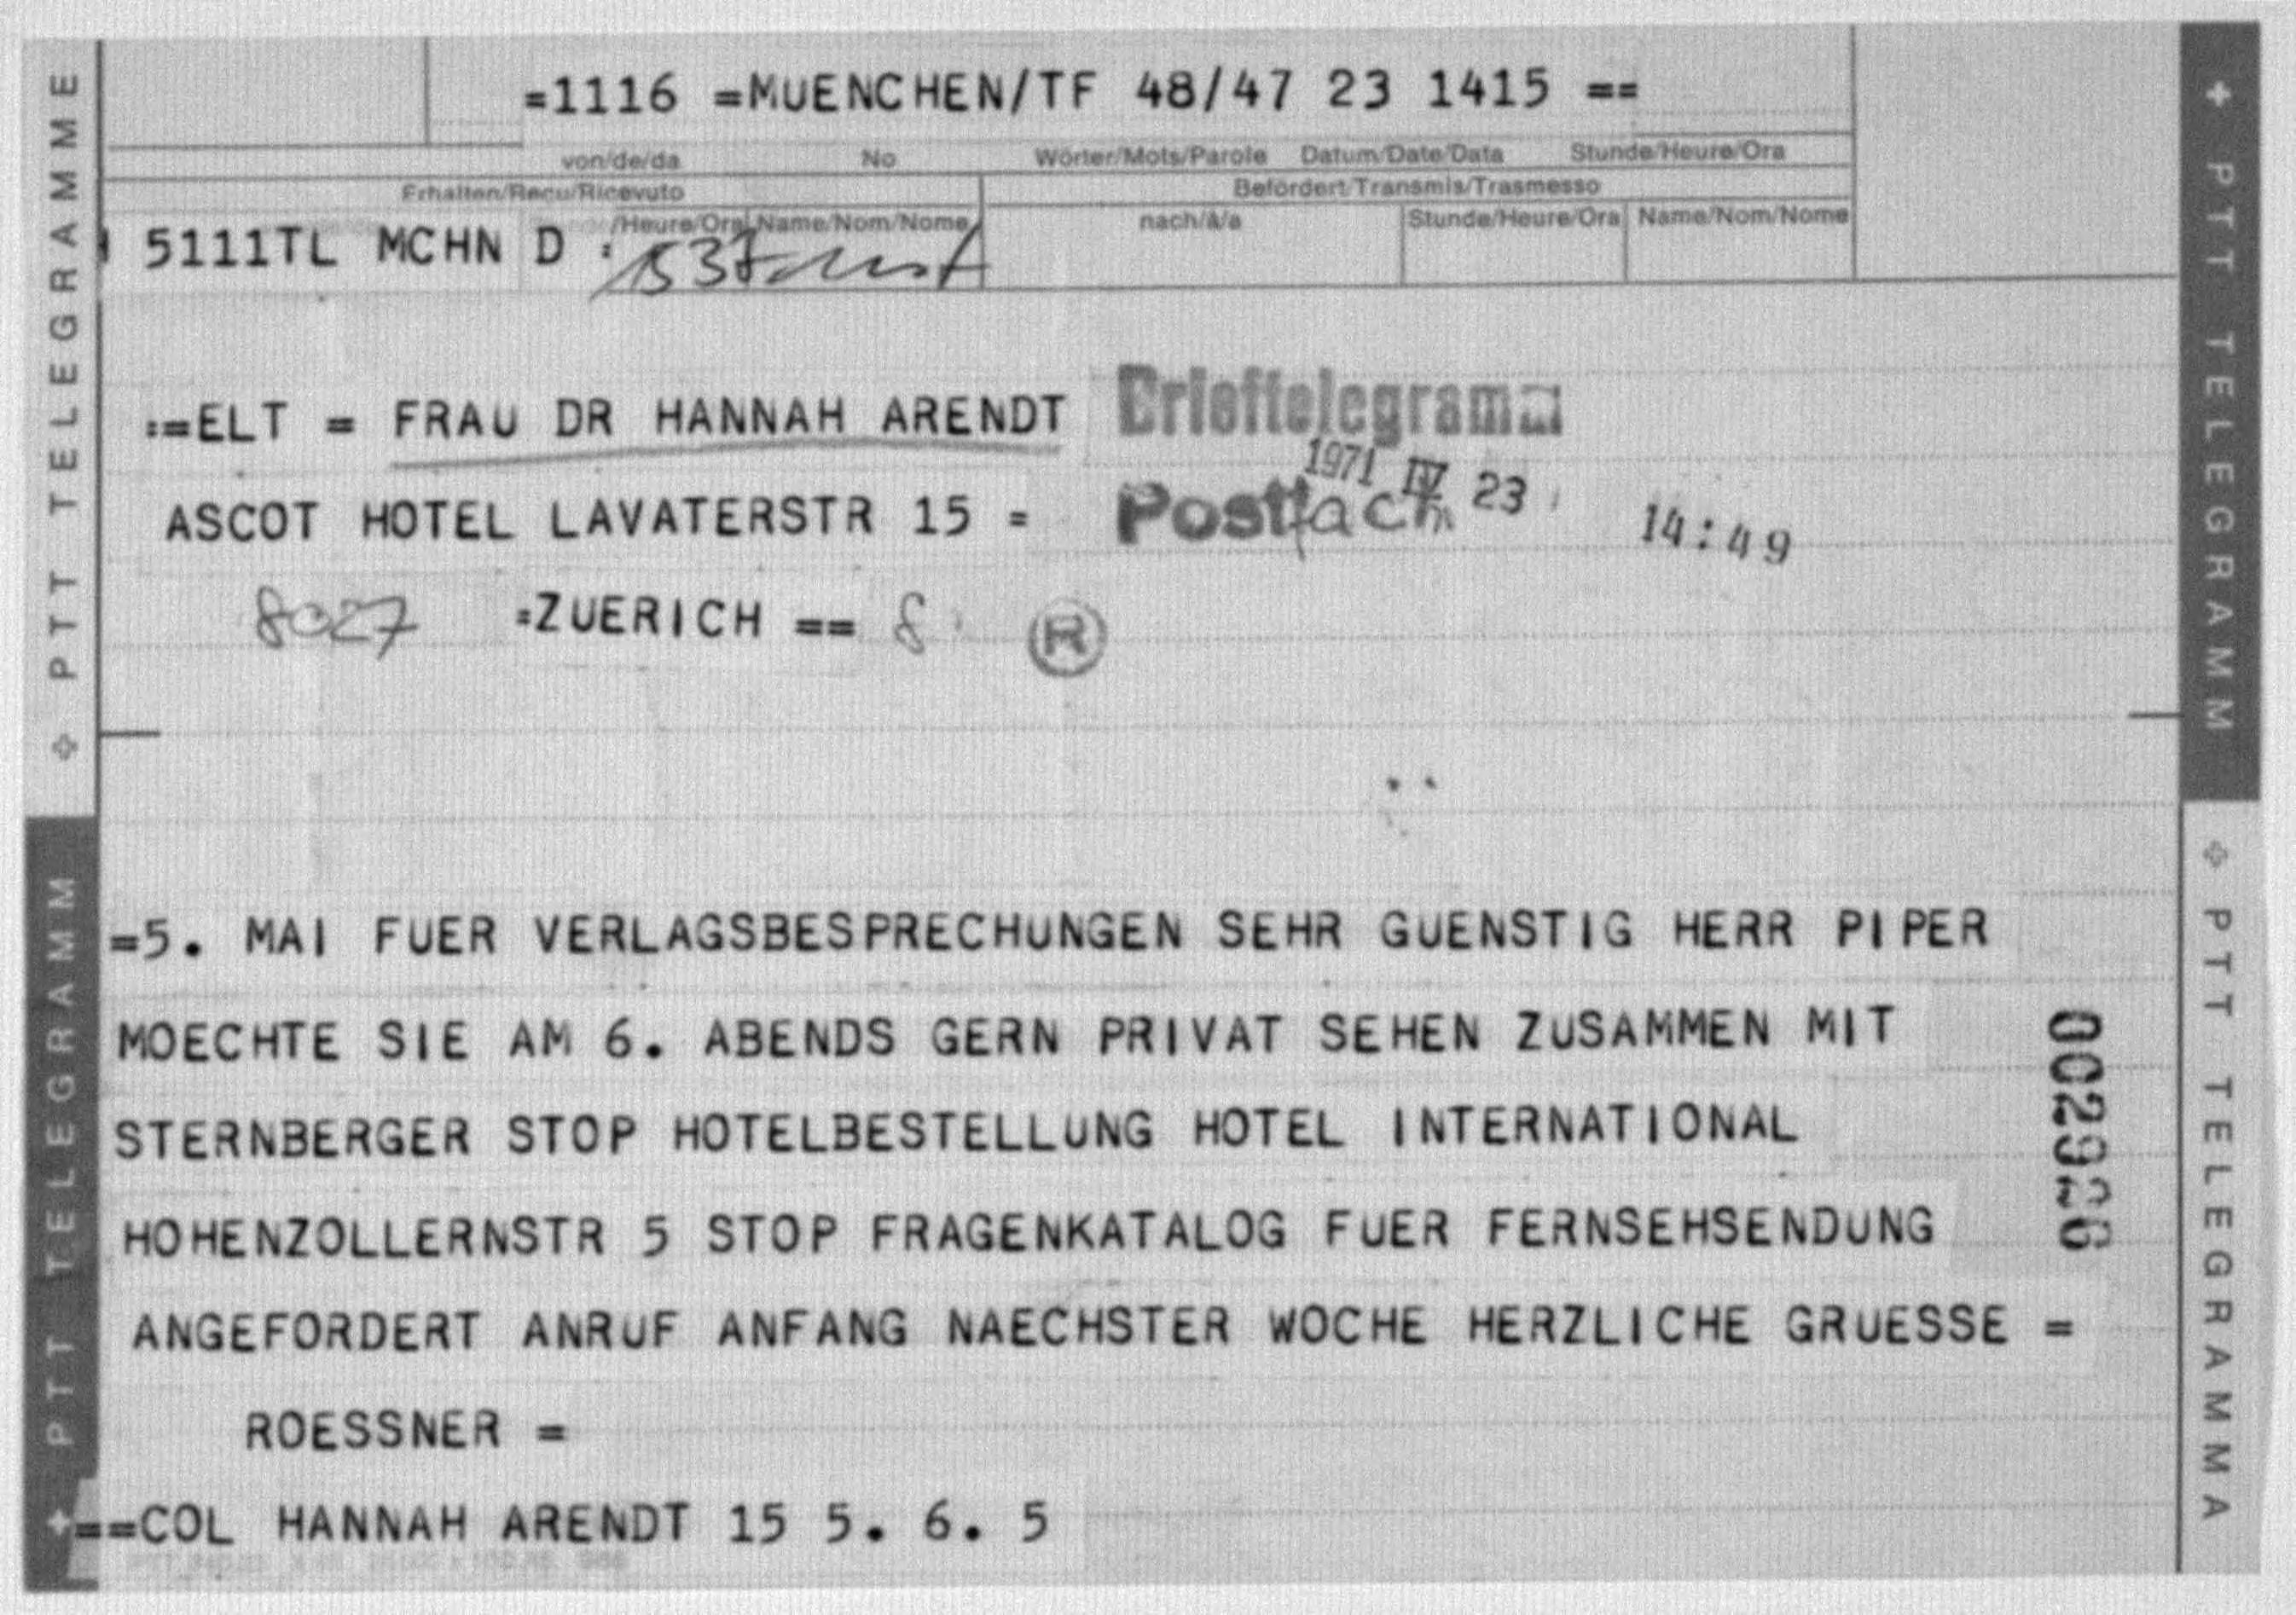 =1116 =MUENCHEN/TF 48/47 23 1415 ==
von/de/da No Wörter/Mots/Parole Datum/Date/Data Stunde/Heure/Ora
Erhalten/Reçu/Ricevuto Befördert/Transmis/Trasmesso
/Heure/Ora Name/Nom/Nome nach/à/a Stunde/Heure/Ora Name/Nom/Nome
5111TL MCHN D
:=ELT = FRAU DR HANNAH ARENDT
Brieftelegramm
1971 IV 23 14:49
ASCOT HOTEL LAVATERSTR 15 =
Postfach
8027 =ZUERICH == 8
R
=5. MAI FUER VERLAGSBESPRECHUNGEN SEHR GUENSTIG HERR PIPER
MOECHTE SIE AM 6. ABENDS GERN PRIVAT SEHEN ZUSAMMEN MIT
STERNBERGER STOP HOTELBESTELLUNG HOTEL INTERNATIONAL
HOHENZOLLERNSTR 5 STOP FRAGENKATALOG FUER FERNSEHSENDUNG
ANGEFORDERT ANRUF ANFANG NAECHSTER WOCHE HERZLICHE GRUESSE =
ROESSNER =
==COL HANNAH ARENDT 15 5. 6. 5
PTT TELEGRAMME
PTT TELEGRAMM
PTT TELEGRAMM
PTT TELEGRAMMA